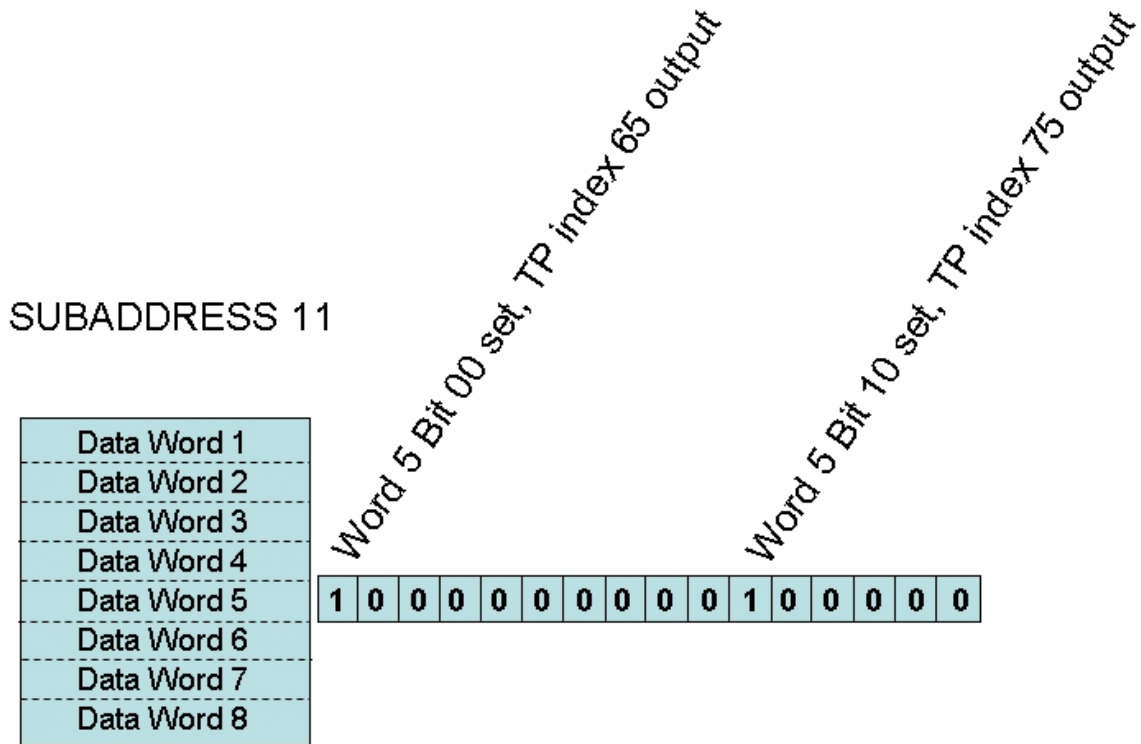 Word 5 Bit 00 set, TP index 65 output
Word 5 Bit 10 set, TP index 75 output
SUBADDRESS 11
Data Word 1
Data Word 2
Data Word 3
Data Word 4
Data Word 5
1 0 0 0 0 0 0 0 0 0 1 0 0 0 0 0
Data Word 6
Data Word 7
Data Word 8